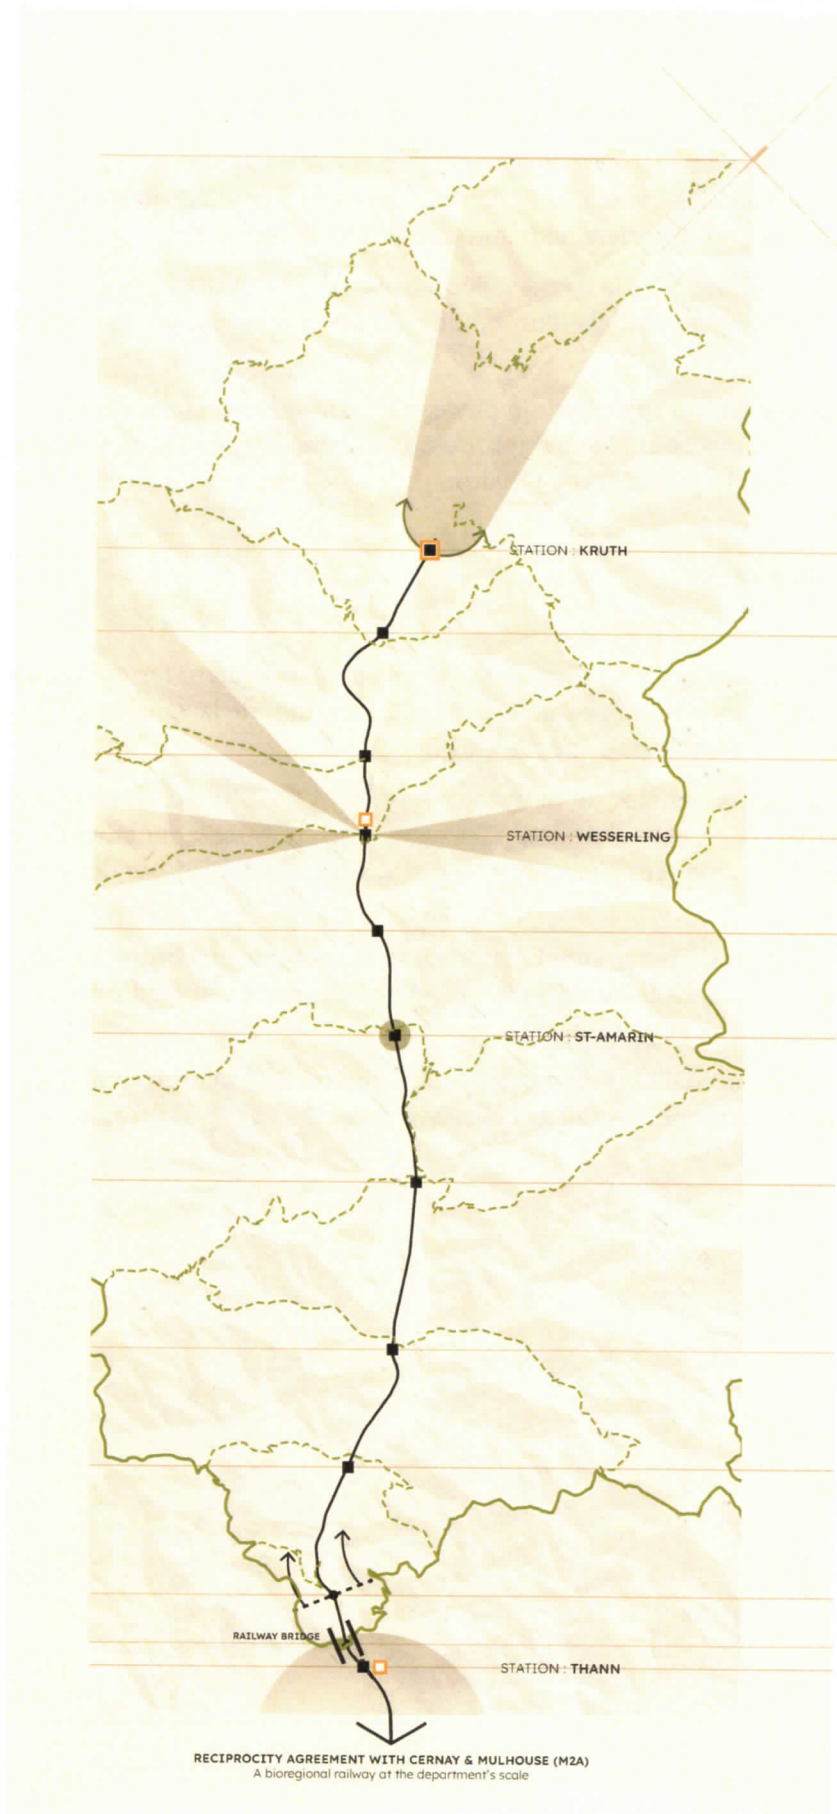 STATION : KRUTH
STATION : WESSERLING
STATION : ST-AMARIN
RAILWAY BRIDGE
STATION : THANN
RECIPROCITY AGREEMENT WITH CERNAY & MULHOUSE (M2A)
A bioregional railway at the department's scale